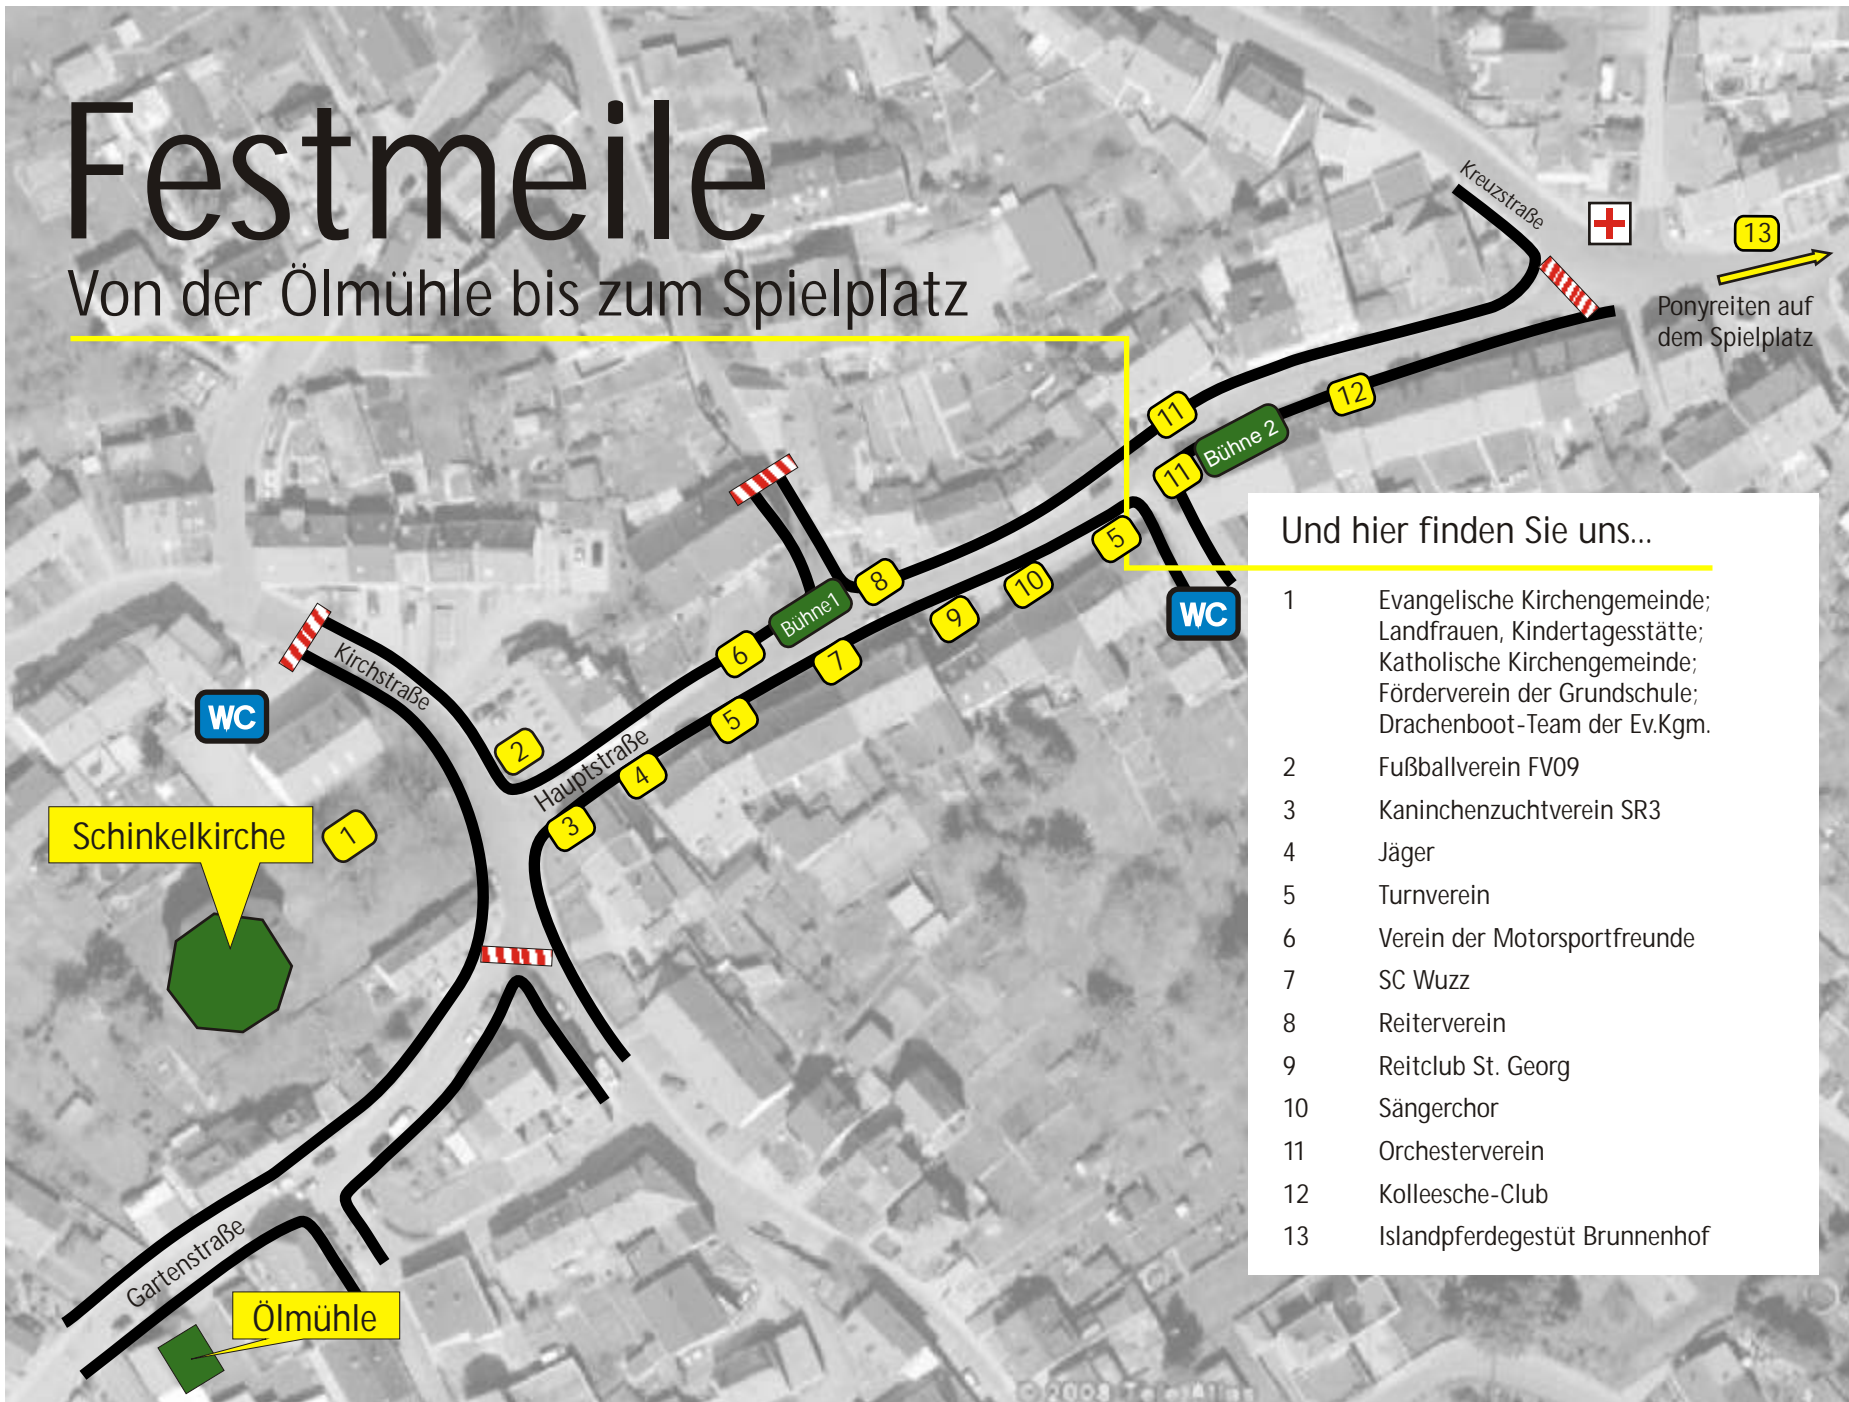 Festmeile
Von der Ölmühle bis zum Spielplatz
Kreuzstraße
13
Ponyreiten auf
dem Spielplatz
12
11
Bühne 2
11
5
WC
10
9
8
Bühne1
7
6
5
Hauptstraße
4
3
2
Kirchstraße
WC
Schinkelkirche
1
Gartenstraße
Ölmühle
Und hier finden Sie uns...
1 Evangelische Kirchengemeinde;
Landfrauen, Kindertagesstätte;
Katholische Kirchengemeinde;
Förderverein der Grundschule;
Drachenboot-Team der Ev.Kgm.
2 Fußballverein FV09
3 Kaninchenzuchtverein SR3
4 Jäger
5 Turnverein
6 Verein der Motorsportfreunde
7 SC Wuzz
8 Reiterverein
9 Reitclub St. Georg
10 Sängerchor
11 Orchesterverein
12 Kolleesche-Club
13 Islandpferdegestüt Brunnenhof
© 2008 TeleAtlas